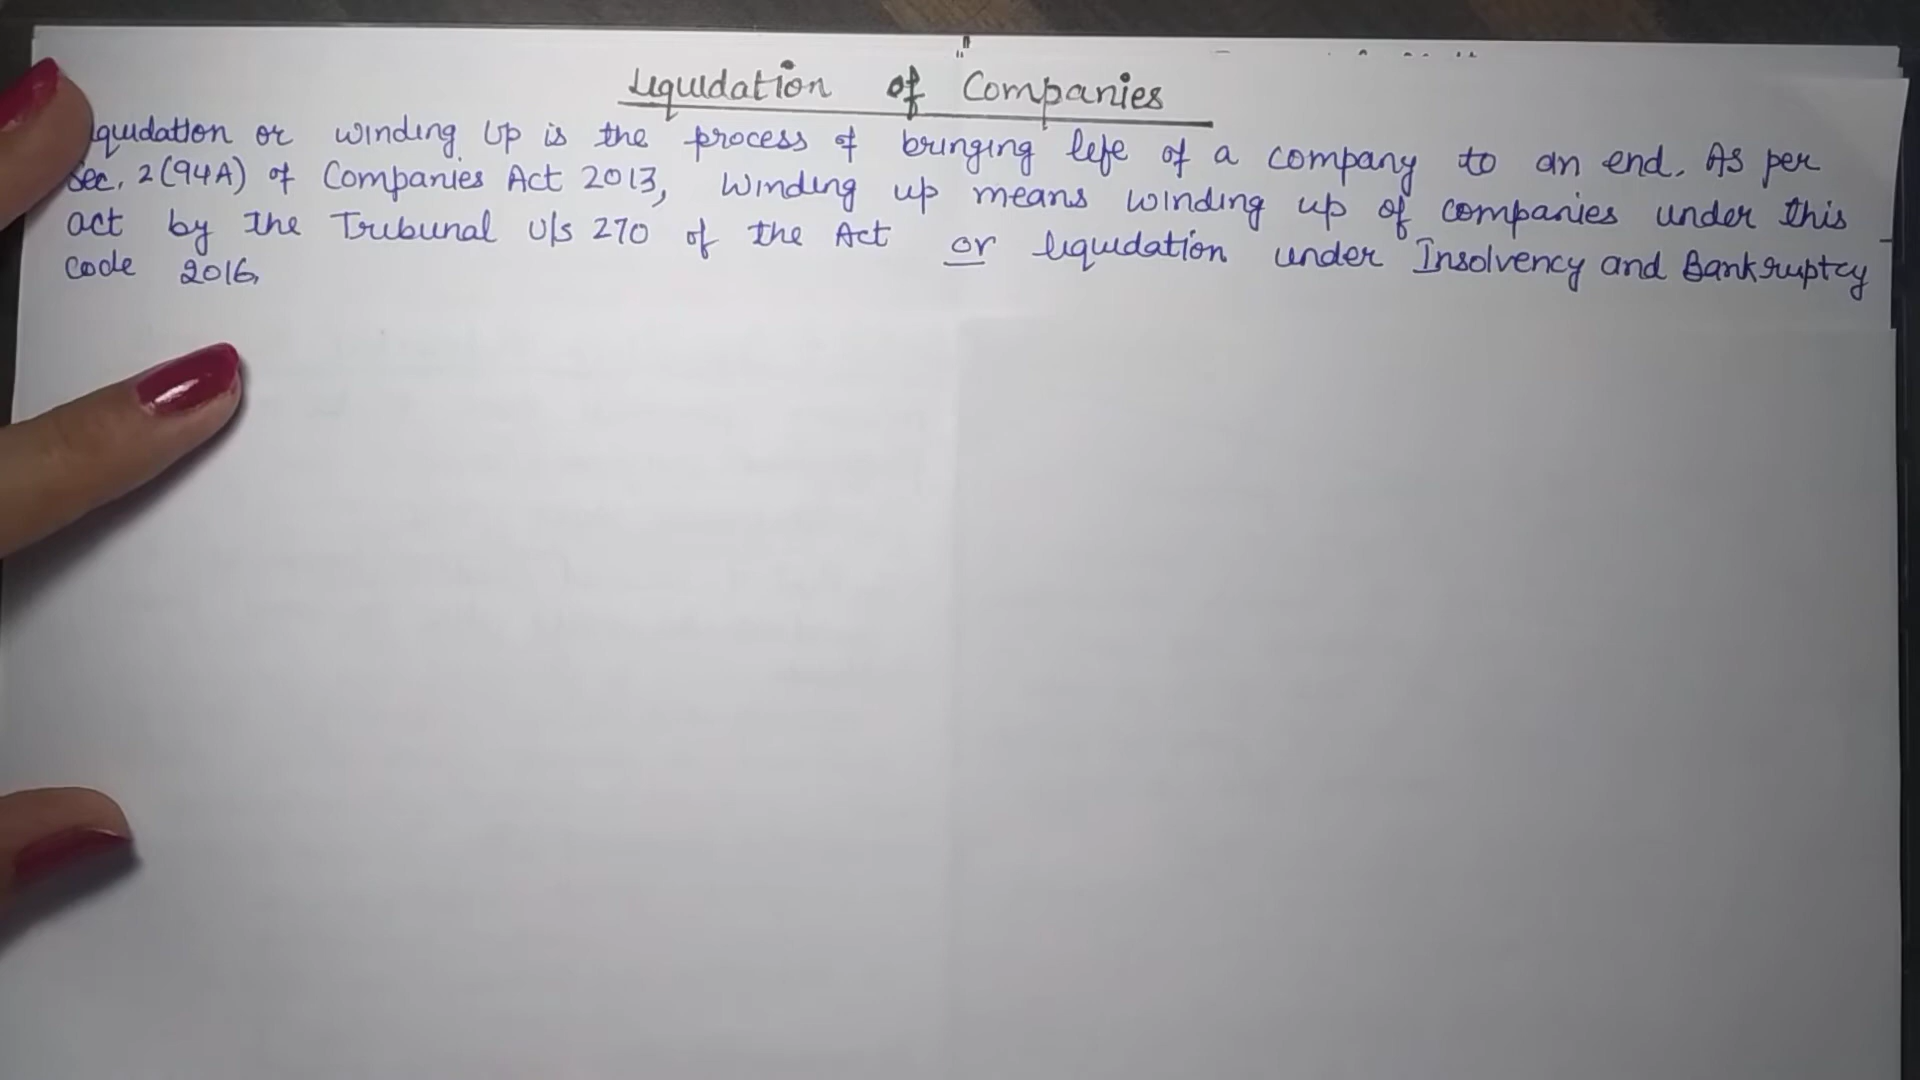 Liquidation of Companies
Liquidation or winding up is the process of bringing life of a company to an end. As per
Sec. 2(94A) of Companies Act 2013, winding up means winding up of companies under this
act by the Tribunal u/s 270 of the Act or liquidation under Insolvency and Bankruptcy
Code 2016.